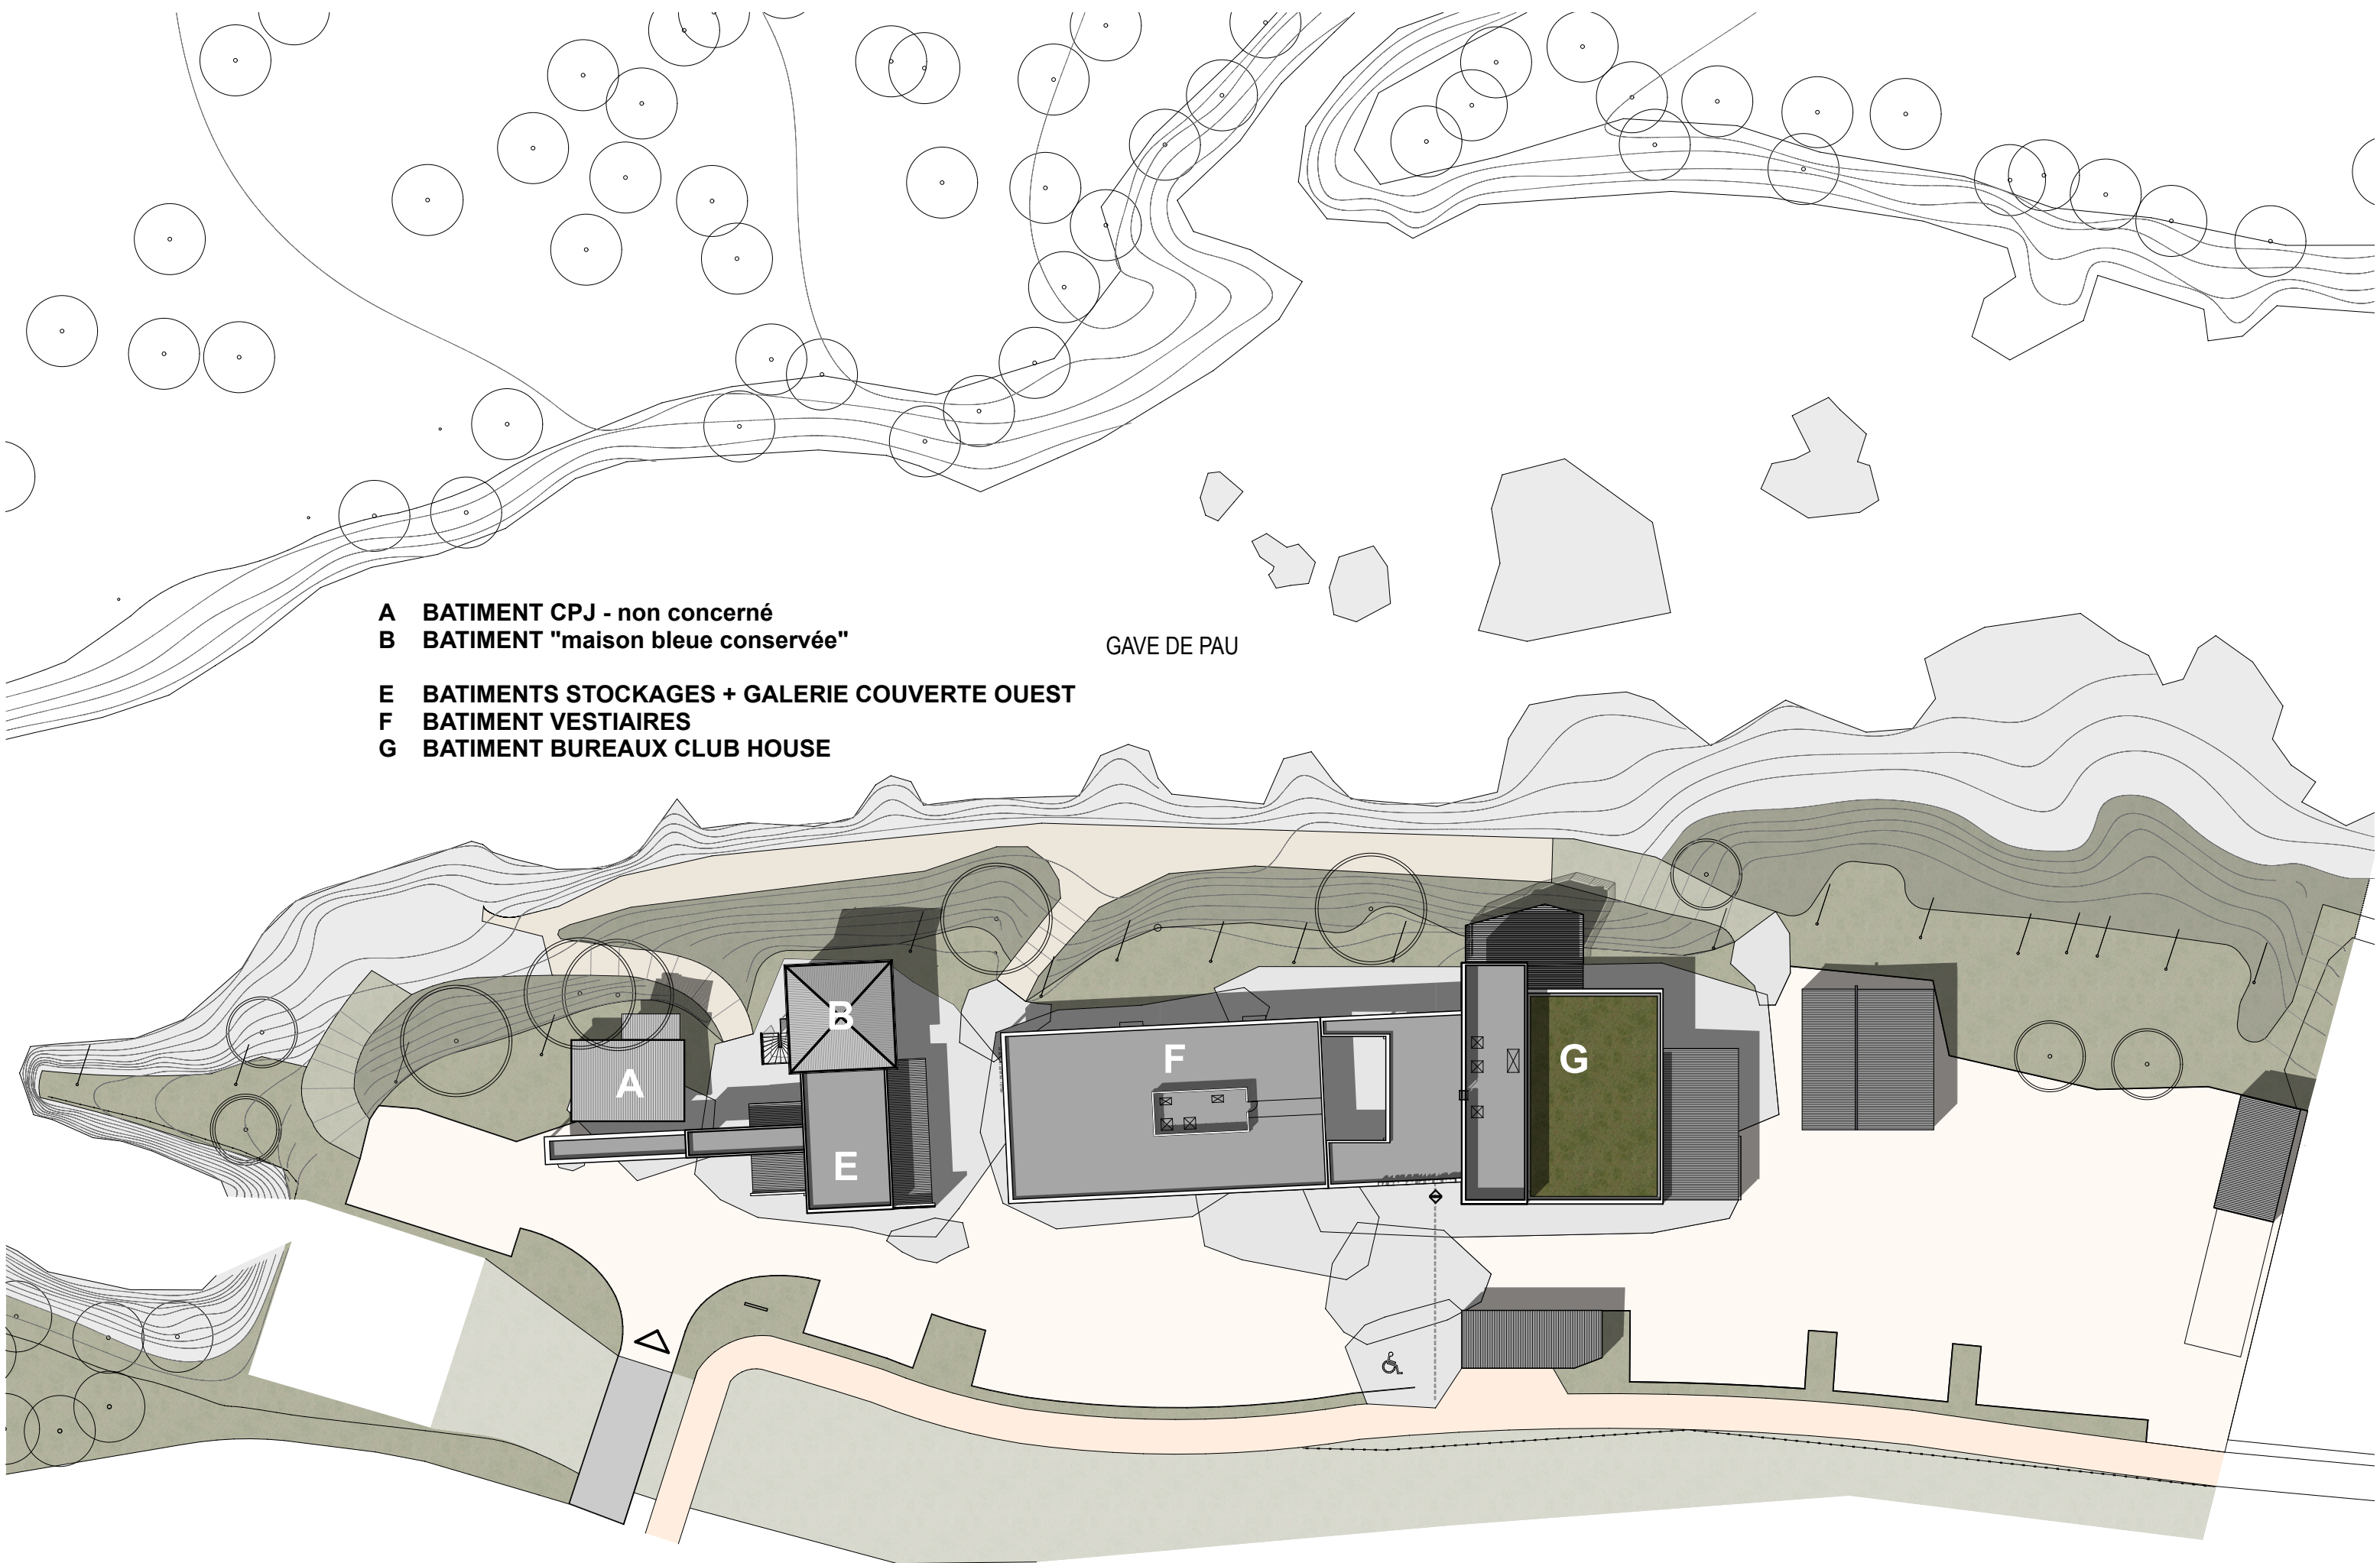 A BATIMENT CPJ - non concerné
B BATIMENT "maison bleue conservée"
GAVE DE PAU
E BATIMENTS STOCKAGES + GALERIE COUVERTE OUEST
F BATIMENT VESTIAIRES
G BATIMENT BUREAUX CLUB HOUSE
B
A
E
F
G